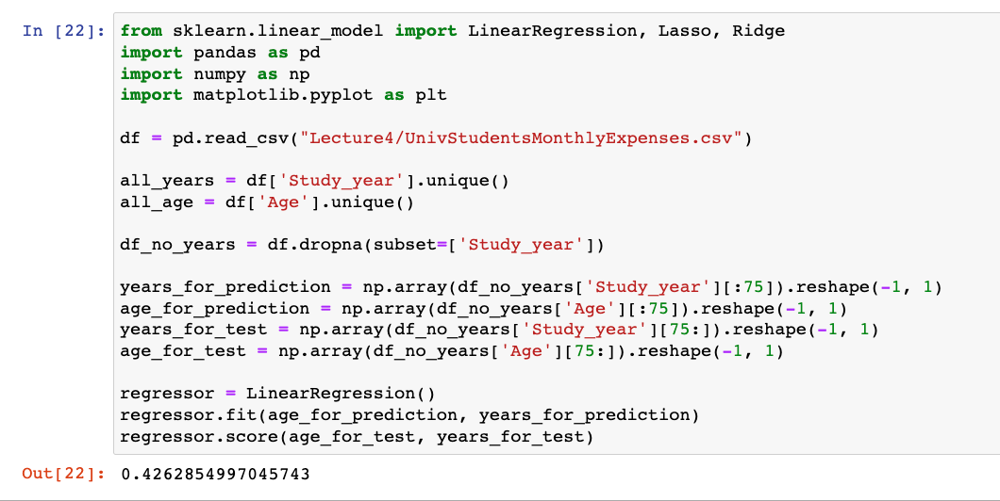 In [22]: from sklearn.linear_model import LinearRegression, Lasso, Ridge
import pandas as pd
import numpy as np
import matplotlib.pyplot as plt
df = pd.read_csv("Lecture4/UnivStudentsMonthlyExpenses.csv")
all_years = df['Study_year'].unique()
all_age = df['Age'].unique()
df_no_years = df.dropna(subset=['Study_year'])
years_for_prediction = np.array(df_no_years['Study_year'][:75]).reshape(-1, 1)
age_for_prediction = np.array(df_no_years['Age'][:75]).reshape(-1, 1)
years_for_test = np.array(df_no_years['Study_year'][75:]).reshape(-1, 1)
age_for_test = np.array(df_no_years['Age'][75:]).reshape(-1, 1)
regressor = LinearRegression()
regressor.fit(age_for_prediction, years_for_prediction)
regressor.score(age_for_test, years_for_test)
Out[22]: 0.4262854997045743